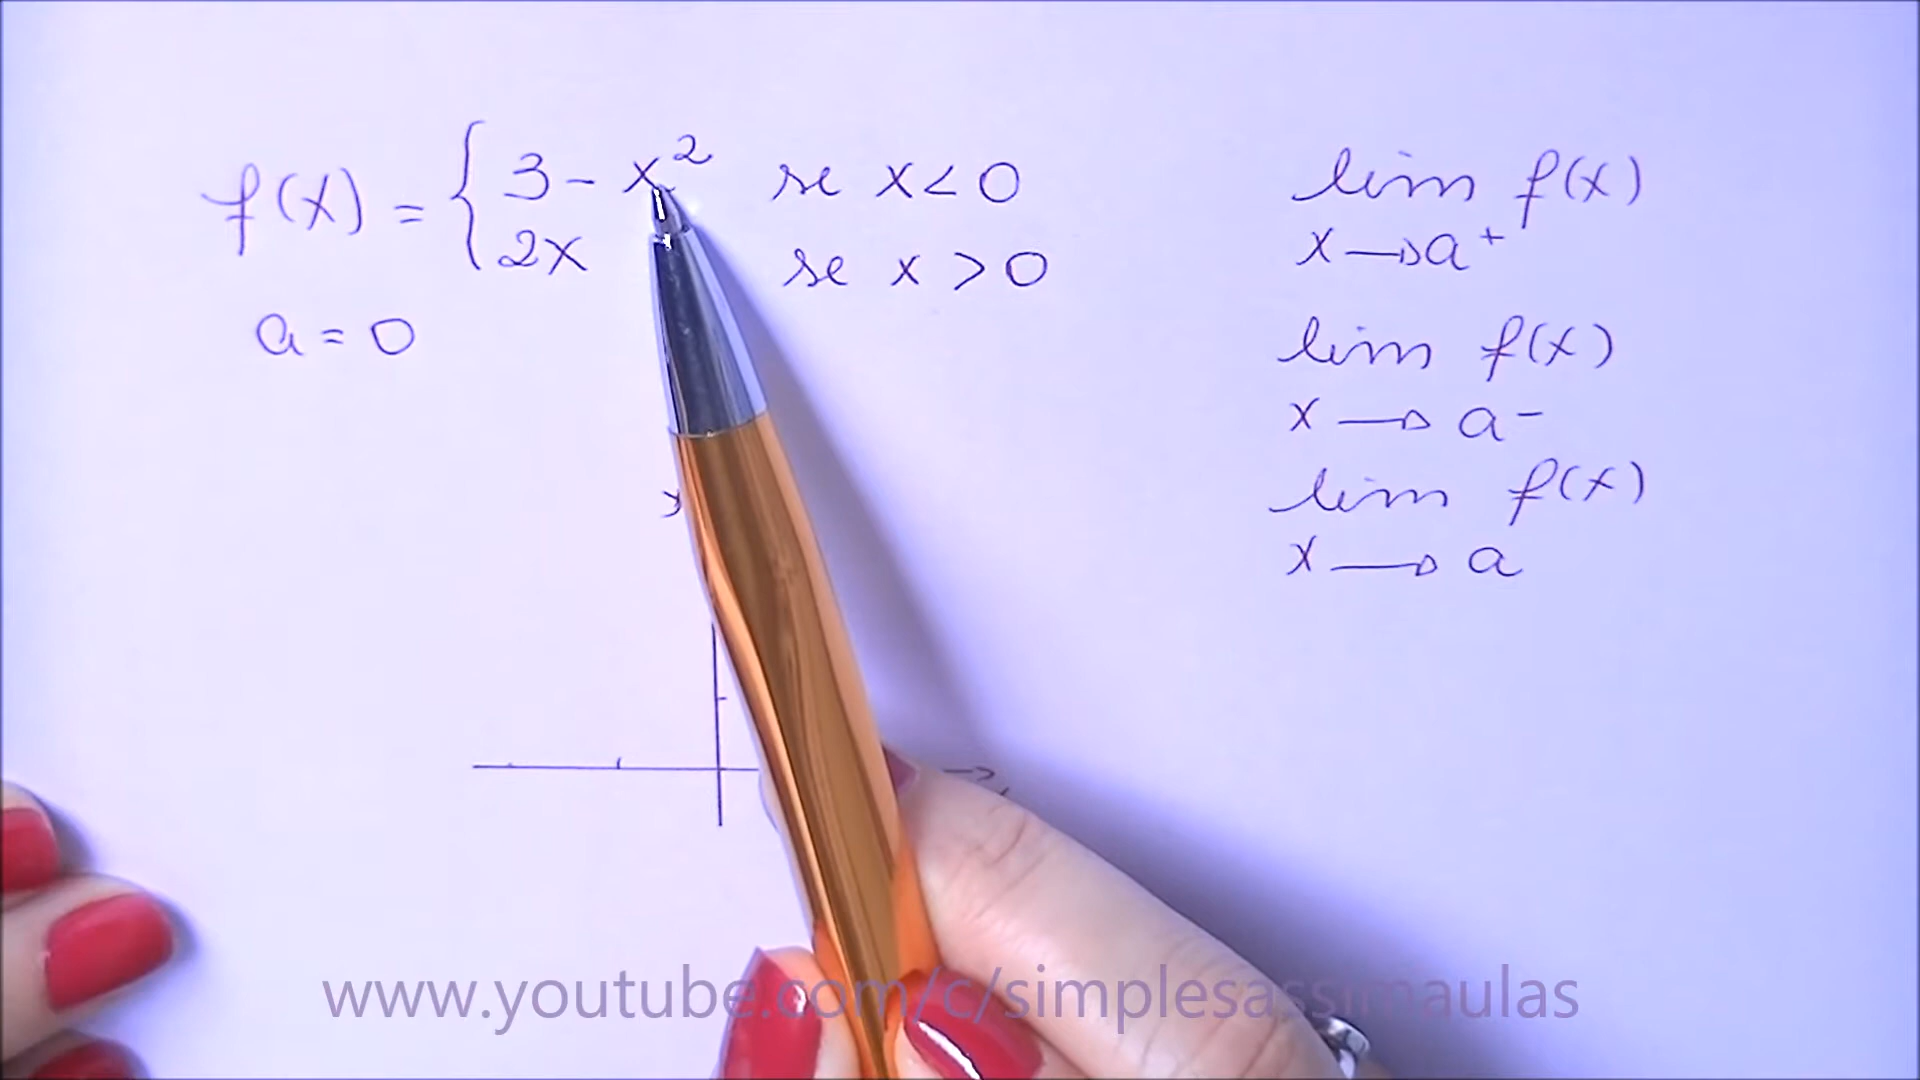 f(x) = { 3 - x² se x < 0
2x se x > 0
a = 0
lim f(x)
x → a⁺
lim f(x)
x → a⁻
lim f(x)
x → a
y
www.youtube.com/c/simplesassimaulas